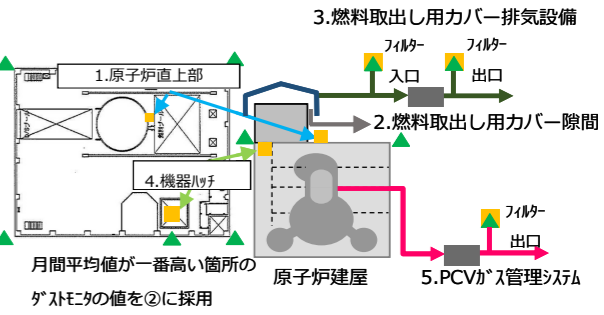 3.燃料取出し用カバー排気設備
ﾌｨﾙﾀｰ
ﾌｨﾙﾀｰ
1.原子炉直上部
入口
出口
2.燃料取出し用カバー隙間
4.機器ﾊｯﾁ
ﾌｨﾙﾀｰ
出口
月間平均値が一番高い箇所の
ﾀﾞｽﾄﾓﾆﾀの値を②に採用
原子炉建屋
5.PCVｶﾞｽ管理システム